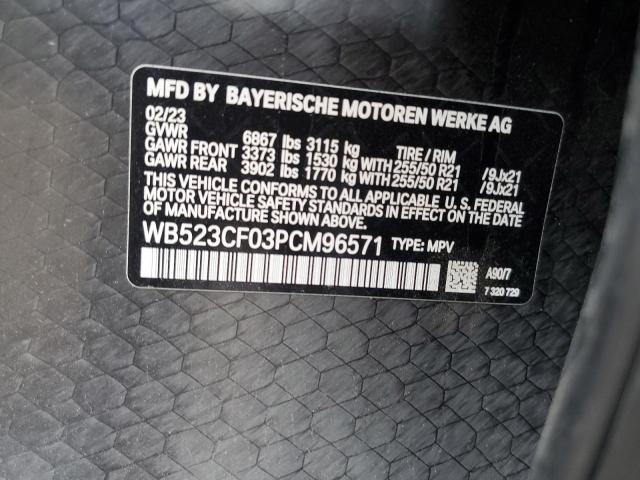 MFD BY BAYERISCHE MOTOREN WERKE AG
02/23
GVWR 6867 lbs 3115 kg TIRE / RIM
GAWR FRONT 3373 lbs 1530 kg WITH 255/50 R21 /9Jx21
GAWR REAR 3902 lbs 1770 kg WITH 255/50 R21 /9Jx21
THIS VEHICLE CONFORMS TO ALL APPLICABLE U.S. FEDERAL
MOTOR VEHICLE SAFETY STANDARDS IN EFFECT ON THE DATE
OF MANUFACTURE SHOWN ABOVE.
WB523CF03PCM96571 TYPE: MPV
A90/7
7 320 729